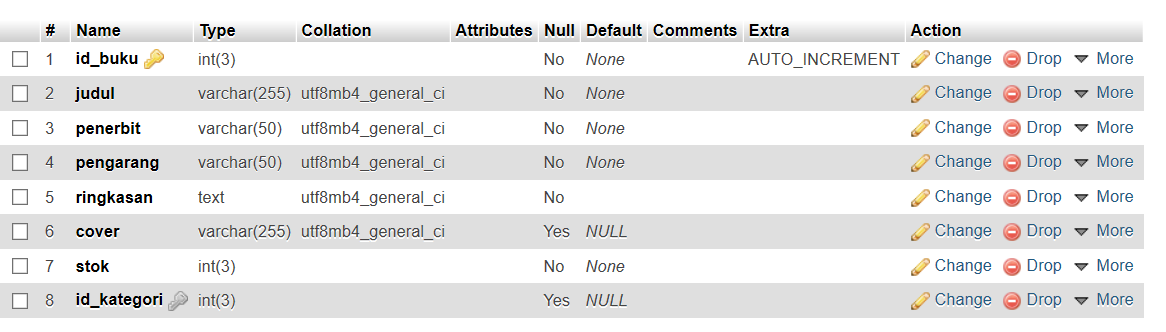 # Name Type Collation Attributes Null Default Comments Extra Action
1 id_buku int(3) No None AUTO_INCREMENT Change Drop More
2 judul varchar(255) utf8mb4_general_ci No None Change Drop More
3 penerbit varchar(50) utf8mb4_general_ci No None Change Drop More
4 pengarang varchar(50) utf8mb4_general_ci No None Change Drop More
5 ringkasan text utf8mb4_general_ci No Change Drop More
6 cover varchar(255) utf8mb4_general_ci Yes NULL Change Drop More
7 stok int(3) No None Change Drop More
8 id_kategori int(3) Yes NULL Change Drop More